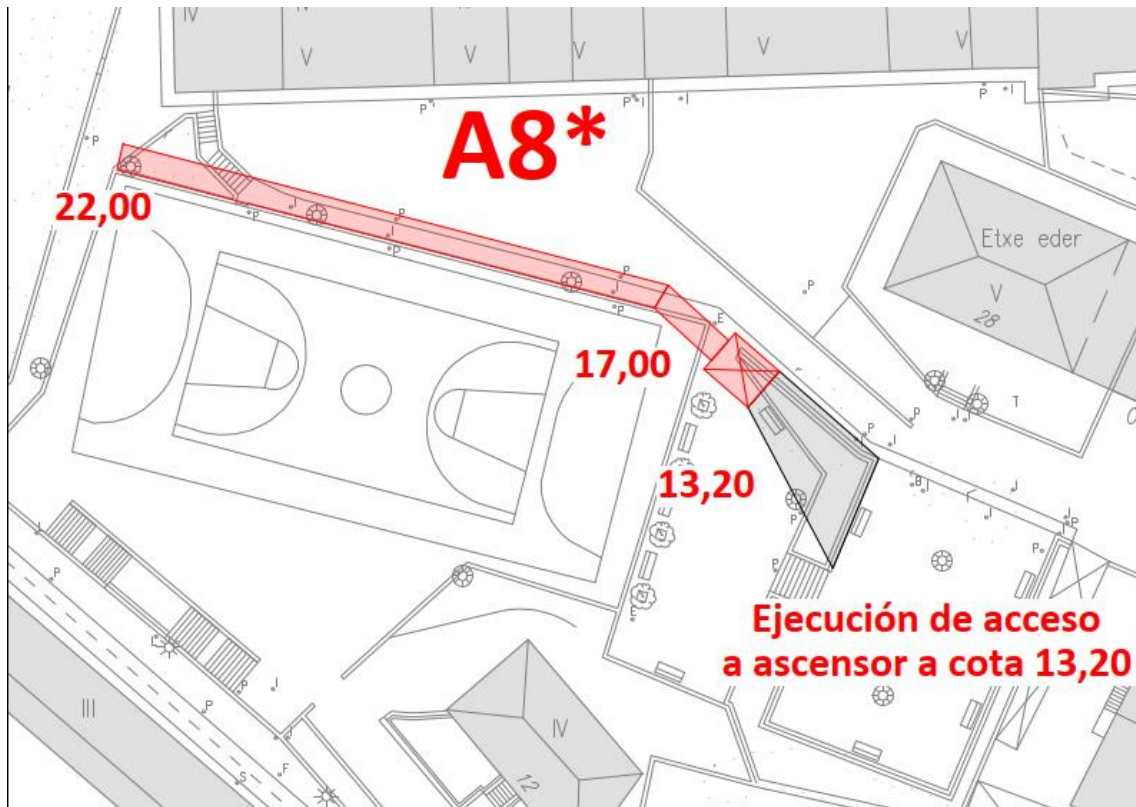 IV
IV
V
V
V
V
V
A8*
P
I
P
I
P
I
P
22,00
Etxe eder
V
28
17,00
T
13,20
E
Ejecución de acceso
a ascensor a cota 13,20
III
IV
12
S
F